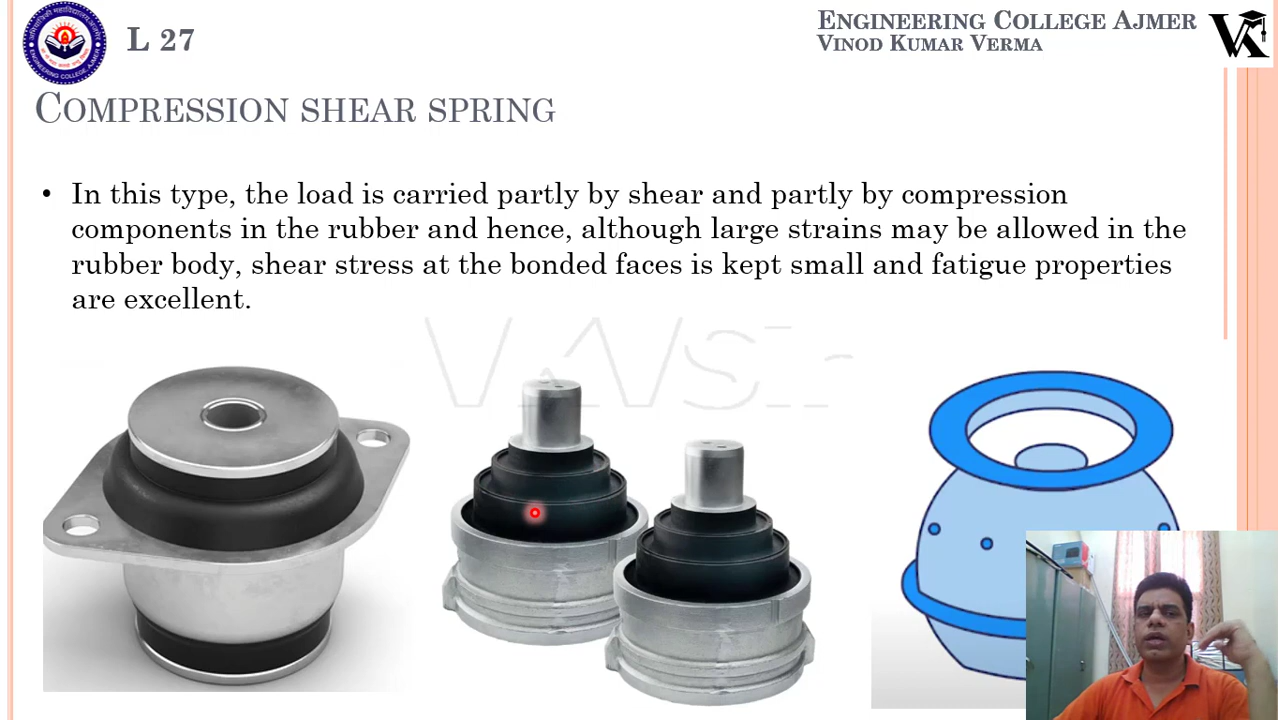 L 27
ENGINEERING COLLEGE AJMER
VINOD KUMAR VERMA
COMPRESSION SHEAR SPRING
• In this type, the load is carried partly by shear and partly by compression
components in the rubber and hence, although large strains may be allowed in the
rubber body, shear stress at the bonded faces is kept small and fatigue properties
are excellent.